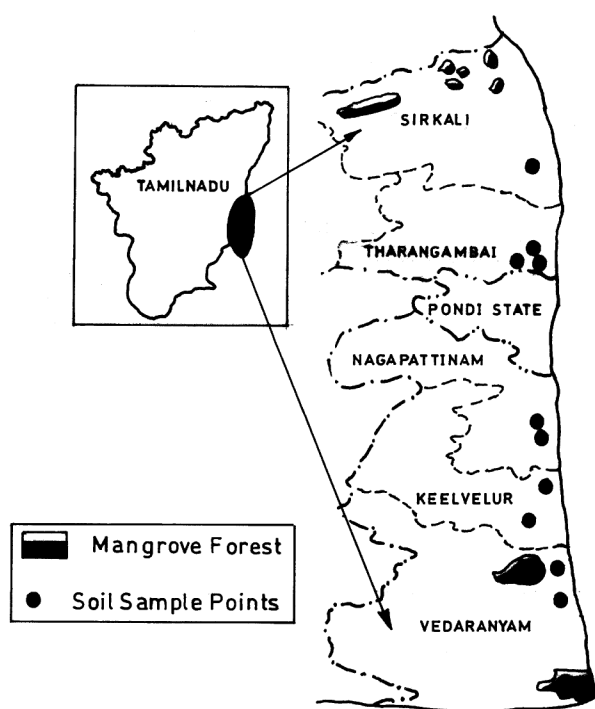 TAMILNADU
SIRKALI
THARANGAMBAI
PONDI STATE
NAGAPATTINAM
KEELVELUR
VEDARANYAM
Mangrove Forest
Soil Sample Points